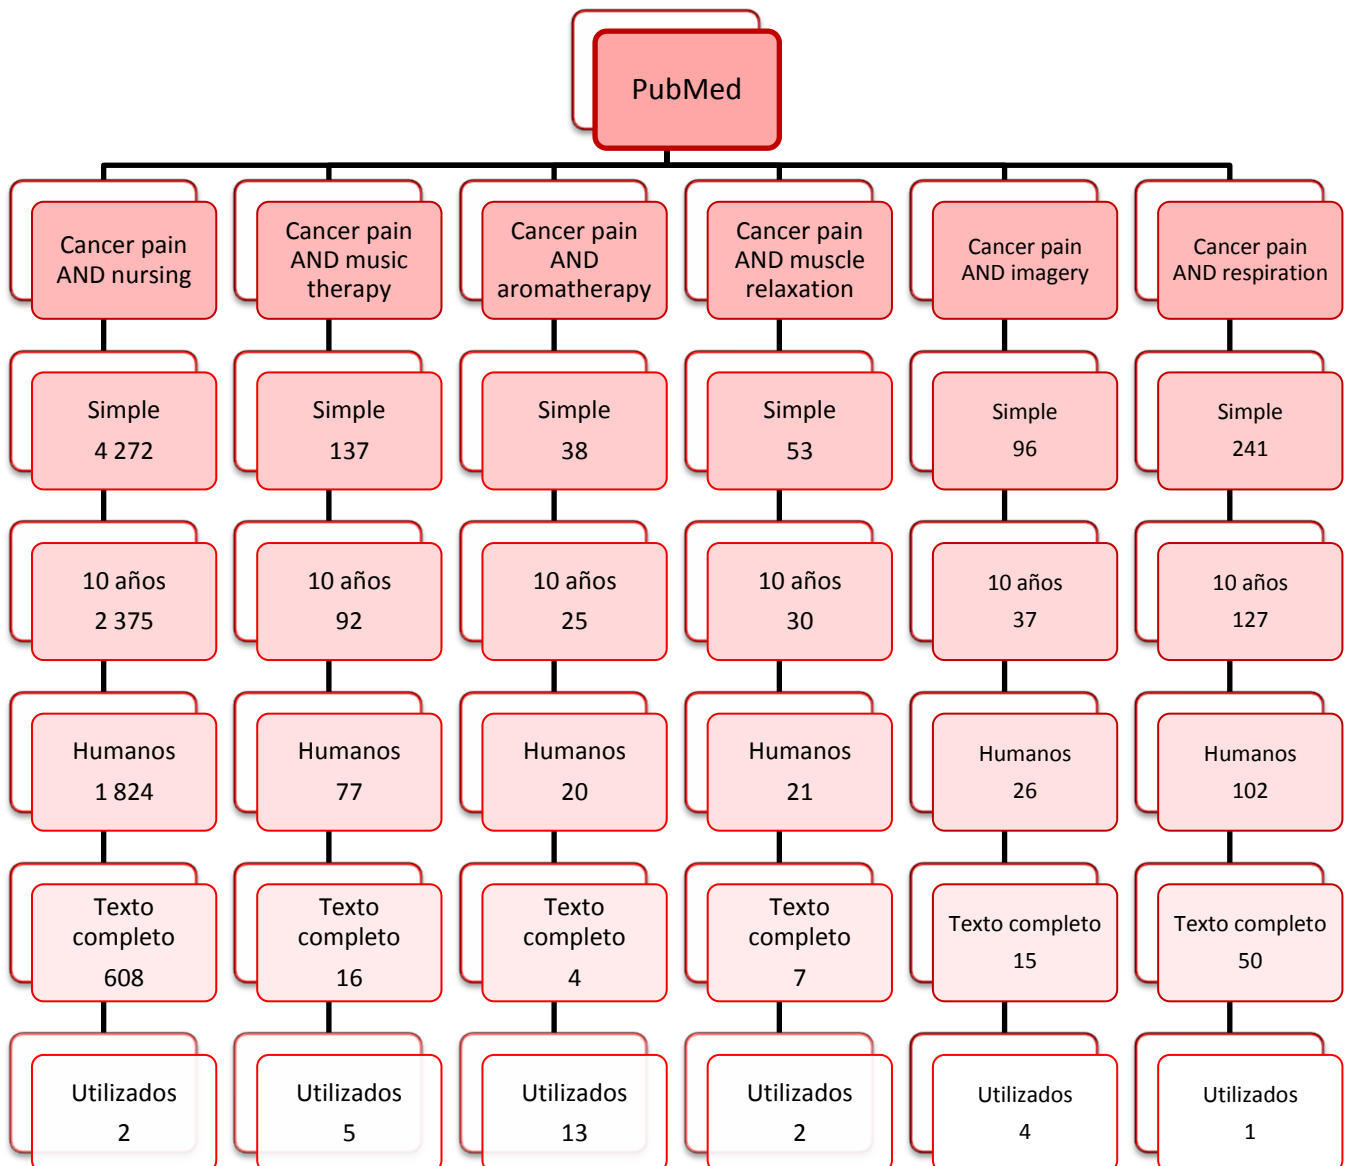 PubMed
Cancer pain
AND nursing
Simple
4 272
10 años
2 375
Humanos
1 824
Texto
completo
608
Utilizados
2
Cancer pain
AND music
therapy
Simple
137
10 años
92
Humanos
77
Texto
completo
16
Utilizados
5
Cancer pain
AND
aromatherapy
Simple
38
10 años
25
Humanos
20
Texto
completo
4
Utilizados
13
Cancer pain
AND muscle
relaxation
Simple
53
10 años
30
Humanos
21
Texto
completo
7
Utilizados
2
Cancer pain
AND imagery
Simple
96
10 años
37
Humanos
26
Texto completo
15
Utilizados
4
Cancer pain
AND respiration
Simple
241
10 años
127
Humanos
102
Texto completo
50
Utilizados
1